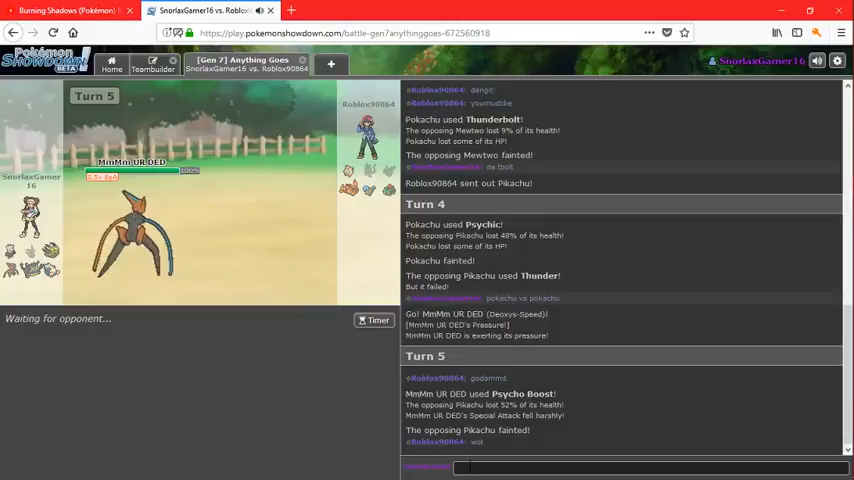 Burning Shadows (Pokémon)
SnorlaxGamer16 vs. Roblox
https://play.pokemonshowdown.com/battle-gen7anythinggoes-672560918
Pokémon
SHOWDOWN!
BETA
Home
Teambuilder
[Gen 7] Anything Goes
SnorlaxGamer16 vs. Roblox90864
SnorlaxGamer16
Turn 5
Roblox90864
MmMm UR DED
100%
0.5x SpA
SnorlaxGamer
16
Waiting for opponent...
Timer
☆Roblox90864: dangit!
☆Roblox90864: youmustdie
Pokachu used Thunderbolt!
The opposing Mewtwo lost 9% of its health!
Pokachu lost some of its HP!
The opposing Mewtwo fainted!
da tbolt
Roblox90864 sent out Pikachu!
Turn 4
Pokachu used Psychic!
The opposing Pikachu lost 48% of its health!
Pokachu lost some of its HP!
Pokachu fainted!
The opposing Pikachu used Thunder!
But it failed!
pokachu vs pokachu
Go! MmMm UR DED (Deoxys-Speed)!
[MmMm UR DED's Pressure!]
MmMm UR DED is exerting its pressure!
Turn 5
☆Roblox90864: godammit
MmMm UR DED used Psycho Boost!
The opposing Pikachu lost 52% of its health!
MmMm UR DED's Special Attack fell harshly!
The opposing Pikachu fainted!
☆Roblox90864: wot